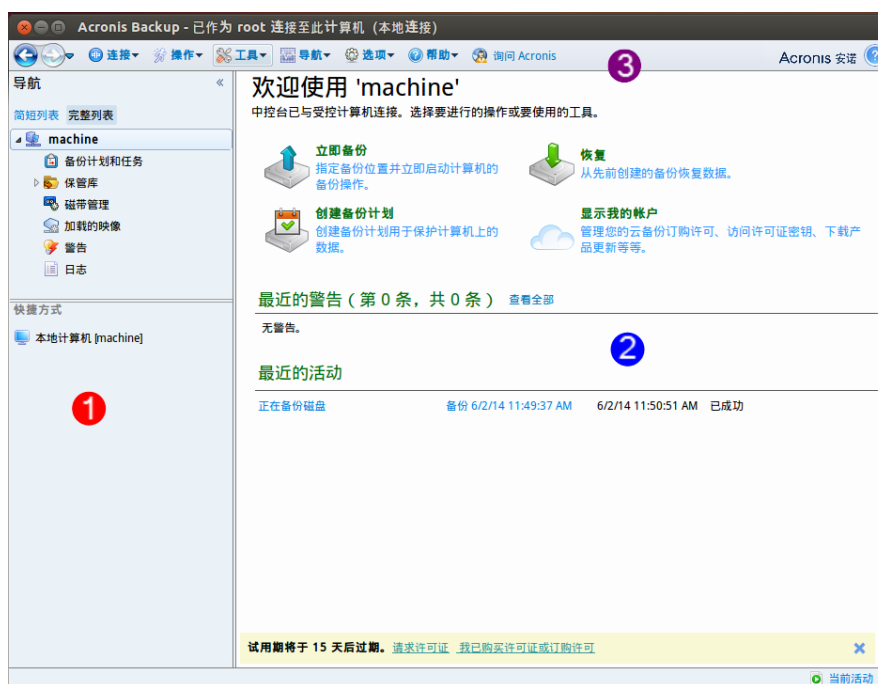 Acronis Backup - 已作为 root 连接至此计算机（本地连接）
连接 操作 工具 导航 选项 帮助 询问 Acronis
Acronis 安诺
导航
简短列表 完整列表
machine
备份计划和任务
保管库
磁带管理
加载的映像
警告
日志
快捷方式
本地计算机 [machine]
1
欢迎使用 'machine'
中控台已与受控计算机连接。选择要进行的操作或要使用的工具。
3
立即备份
指定备份位置并立即启动计算机的
备份操作。
恢复
从先前创建的备份恢复数据。
创建备份计划
创建备份计划用于保护计算机上的
数据。
显示我的帐户
管理您的云备份订购许可、访问许可证密钥、下载产
品更新等等。
最近的警告（第 0 条，共 0 条） 查看全部
无警告。
2
最近的活动
正在备份磁盘 备份 6/2/14 11:49:37 AM 6/2/14 11:50:51 AM 已成功
试用期将于 15 天后过期。 请求许可证 我已购买许可证或订购许可
当前活动